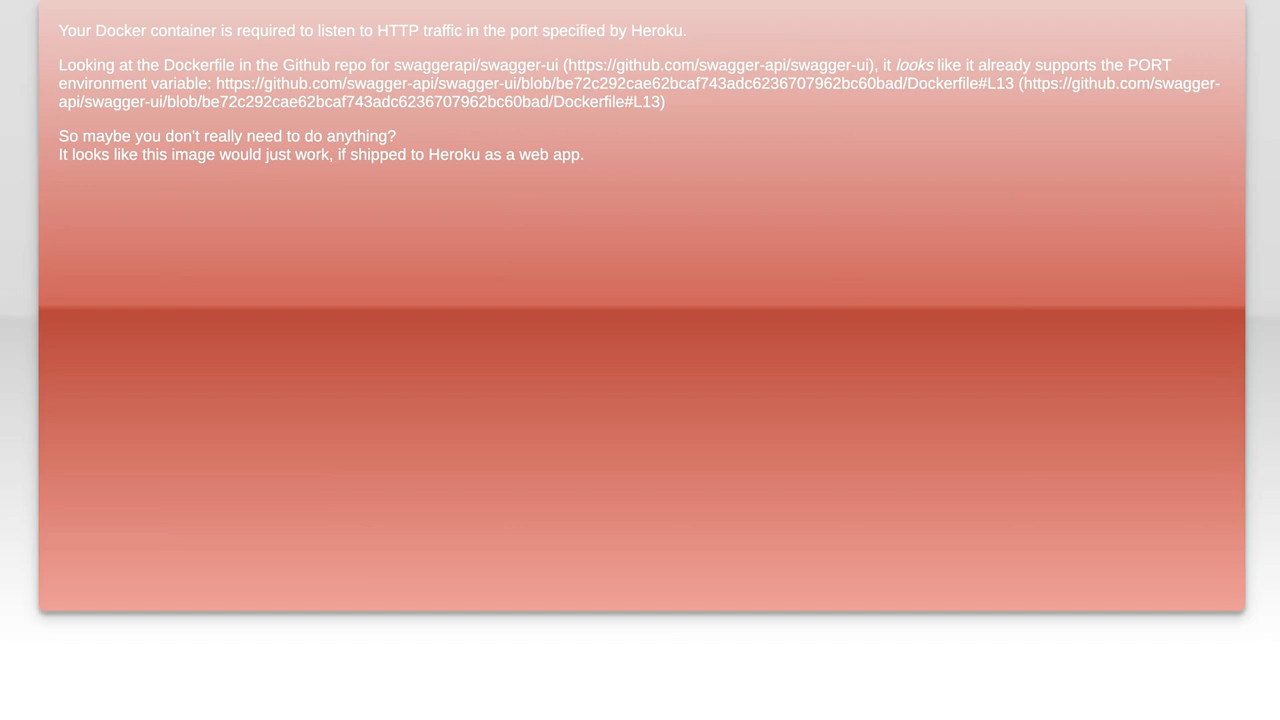 Your Docker container is required to listen to HTTP traffic in the port specified by Heroku.
Looking at the Dockerfile in the Github repo for swaggerapi/swagger-ui (https://github.com/swagger-api/swagger-ui), it looks like it already supports the PORT
environment variable: https://github.com/swagger-api/swagger-ui/blob/be72c292cae62bcaf743adc6236707962bc60bad/Dockerfile#L13 (https://github.com/swagger-
api/swagger-ui/blob/be72c292cae62bcaf743adc6236707962bc60bad/Dockerfile#L13)
So maybe you don't really need to do anything?
It looks like this image would just work, if shipped to Heroku as a web app.